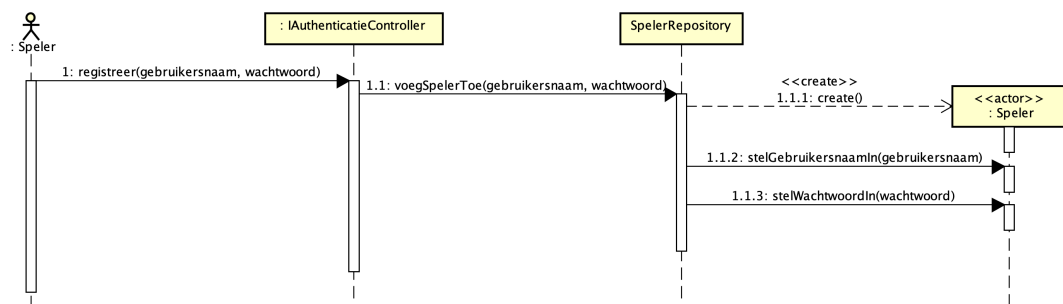 : Speler
: IAuthenticatieController
SpelerRepository
1: registreer(gebruikersnaam, wachtwoord)
1.1: voegSpelerToe(gebruikersnaam, wachtwoord)
<<create>>
1.1.1: create()
<<actor>>
: Speler
1.1.2: stelGebruikersnaamIn(gebruikersnaam)
1.1.3: stelWachtwoordIn(wachtwoord)